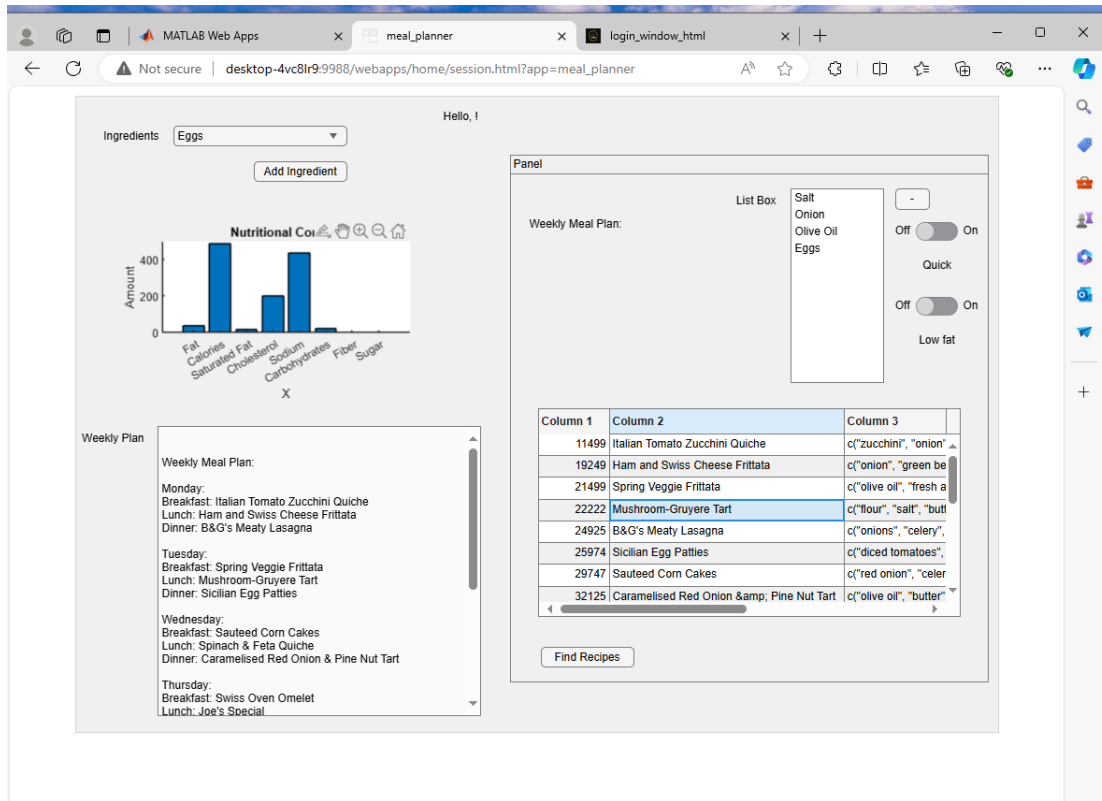 MATLAB Web Apps
meal_planner
login_window_html
Not secure desktop-4vc8lr9:9988/webapps/home/session.html?app=meal_planner
Hello, !
Ingredients Eggs
Add Ingredient
Nutritional Co
Amount
400
200
0
Fat
Calories
Saturated Fat
Cholesterol
Sodium
Carbohydrates
Fiber
Sugar
X
Weekly Plan
Weekly Meal Plan:
Monday:
Breakfast: Italian Tomato Zucchini Quiche
Lunch: Ham and Swiss Cheese Frittata
Dinner: B&G's Meaty Lasagna
Tuesday:
Breakfast: Spring Veggie Frittata
Lunch: Mushroom-Gruyere Tart
Dinner: Sicilian Egg Patties
Wednesday:
Breakfast: Sauteed Corn Cakes
Lunch: Spinach & Feta Quiche
Dinner: Caramelised Red Onion & Pine Nut Tart
Thursday:
Breakfast: Swiss Oven Omelet
Lunch: Joe's Special
Panel
Weekly Meal Plan:
List Box
Salt
Onion
Olive Oil
Eggs
-
Off On
Quick
Off On
Low fat
Column 1 Column 2 Column 3
11499 Italian Tomato Zucchini Quiche c("zucchini", "onion"
19249 Ham and Swiss Cheese Frittata c("onion", "green be
21499 Spring Veggie Frittata c("olive oil", "fresh a
22222 Mushroom-Gruyere Tart c("flour", "salt", "butt
24925 B&G's Meaty Lasagna c("onions", "celery",
25974 Sicilian Egg Patties c("diced tomatoes",
29747 Sauteed Corn Cakes c("red onion", "celer
32125 Caramelised Red Onion &amp; Pine Nut Tart c("olive oil", "butter"
Find Recipes